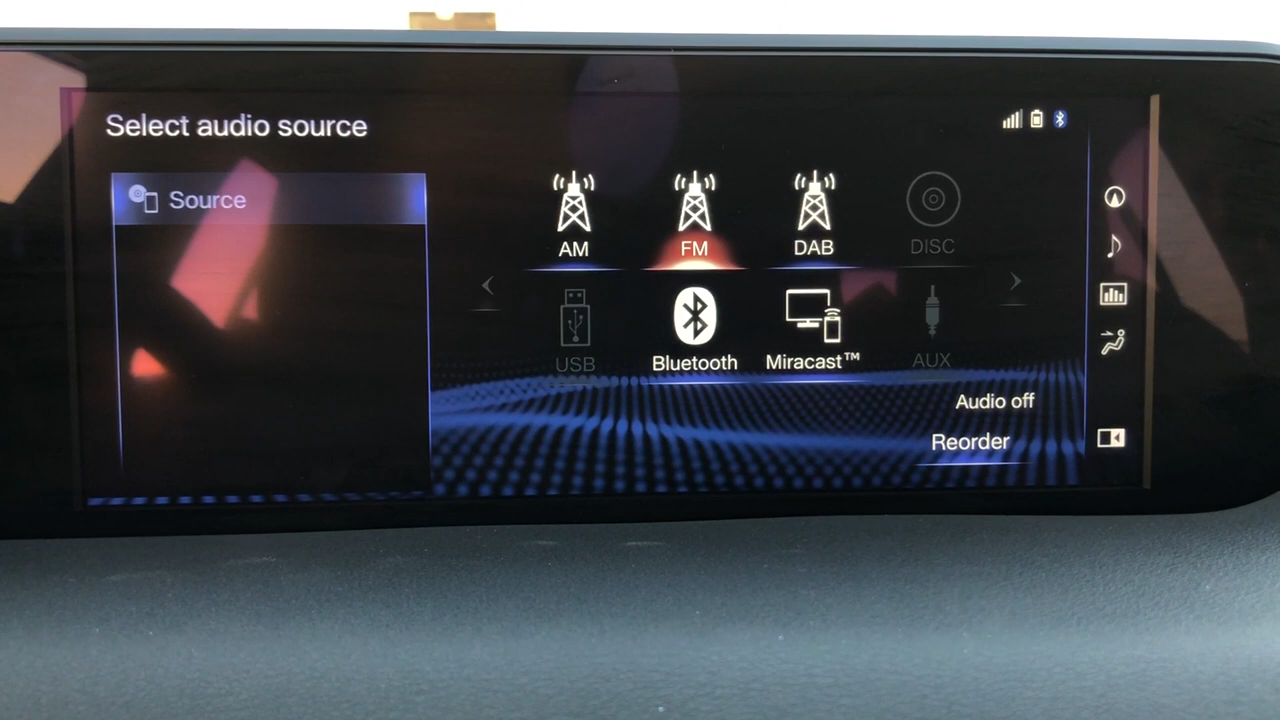 Select audio source
Source
AM
FM
DAB
DISC
USB
Bluetooth
Miracast™
AUX
Audio off
Reorder